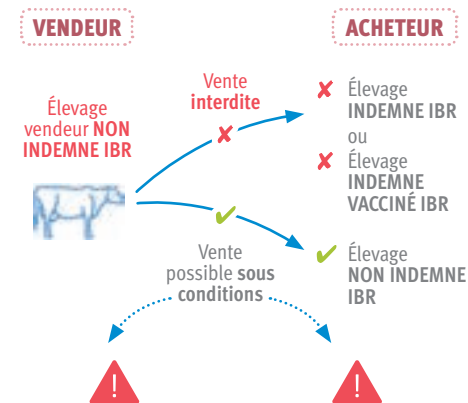 VENDEUR
ACHETEUR
Élevage
vendeur NON
INDEMNE IBR
Vente
interdite
Élevage
INDEMNE IBR
ou
Élevage
INDEMNE
VACCINÉ IBR
Vente
possible sous
conditions
Élevage
NON INDEMNE
IBR
!
!